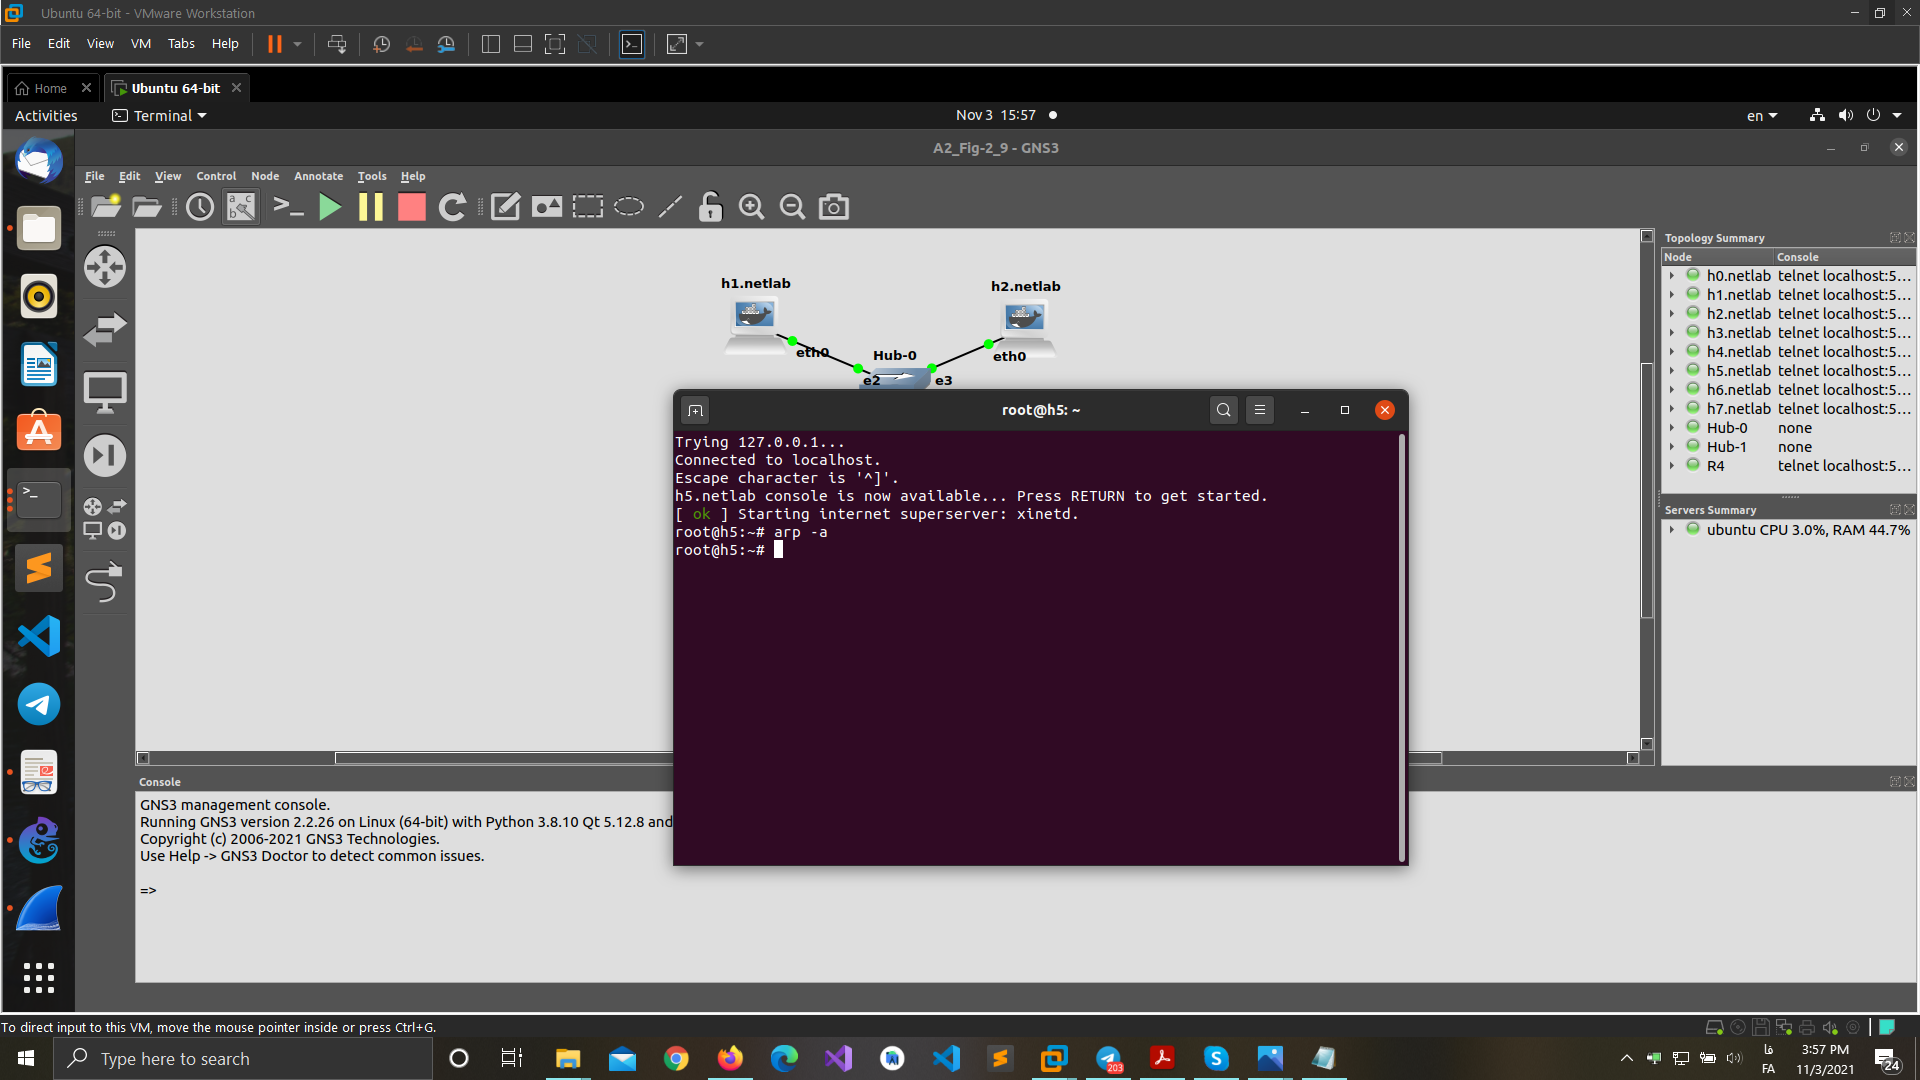 Ubuntu 64-bit - VMware Workstation
File Edit View VM Tabs Help
Home
Ubuntu 64-bit
Activities
Terminal
Nov 3 15:57
en
A2_Fig-2_9 - GNS3
File Edit View Control Node Annotate Tools Help
h1.netlab
h2.netlab
eth0
Hub-0
eth0
e2
e3
Topology Summary
Node Console
h0.netlab telnet localhost:5...
h1.netlab telnet localhost:5...
h2.netlab telnet localhost:5...
h3.netlab telnet localhost:5...
h4.netlab telnet localhost:5...
h5.netlab telnet localhost:5...
h6.netlab telnet localhost:5...
h7.netlab telnet localhost:5...
Hub-0 none
Hub-1 none
R4 telnet localhost:5...
Servers Summary
ubuntu CPU 3.0%, RAM 44.7%
root@h5: ~
Trying 127.0.0.1...
Connected to localhost.
Escape character is '^]'.
h5.netlab console is now available... Press RETURN to get started.
[ ok ] Starting internet superserver: xinetd.
root@h5:~# arp -a
root@h5:~#
Console
GNS3 management console.
Running GNS3 version 2.2.26 on Linux (64-bit) with Python 3.8.10 Qt 5.12.8 and
Copyright (c) 2006-2021 GNS3 Technologies.
Use Help -> GNS3 Doctor to detect common issues.
=>
To direct input to this VM, move the mouse pointer inside or press Ctrl+G.
Type here to search
203
فا
FA
3:57 PM
11/3/2021
24